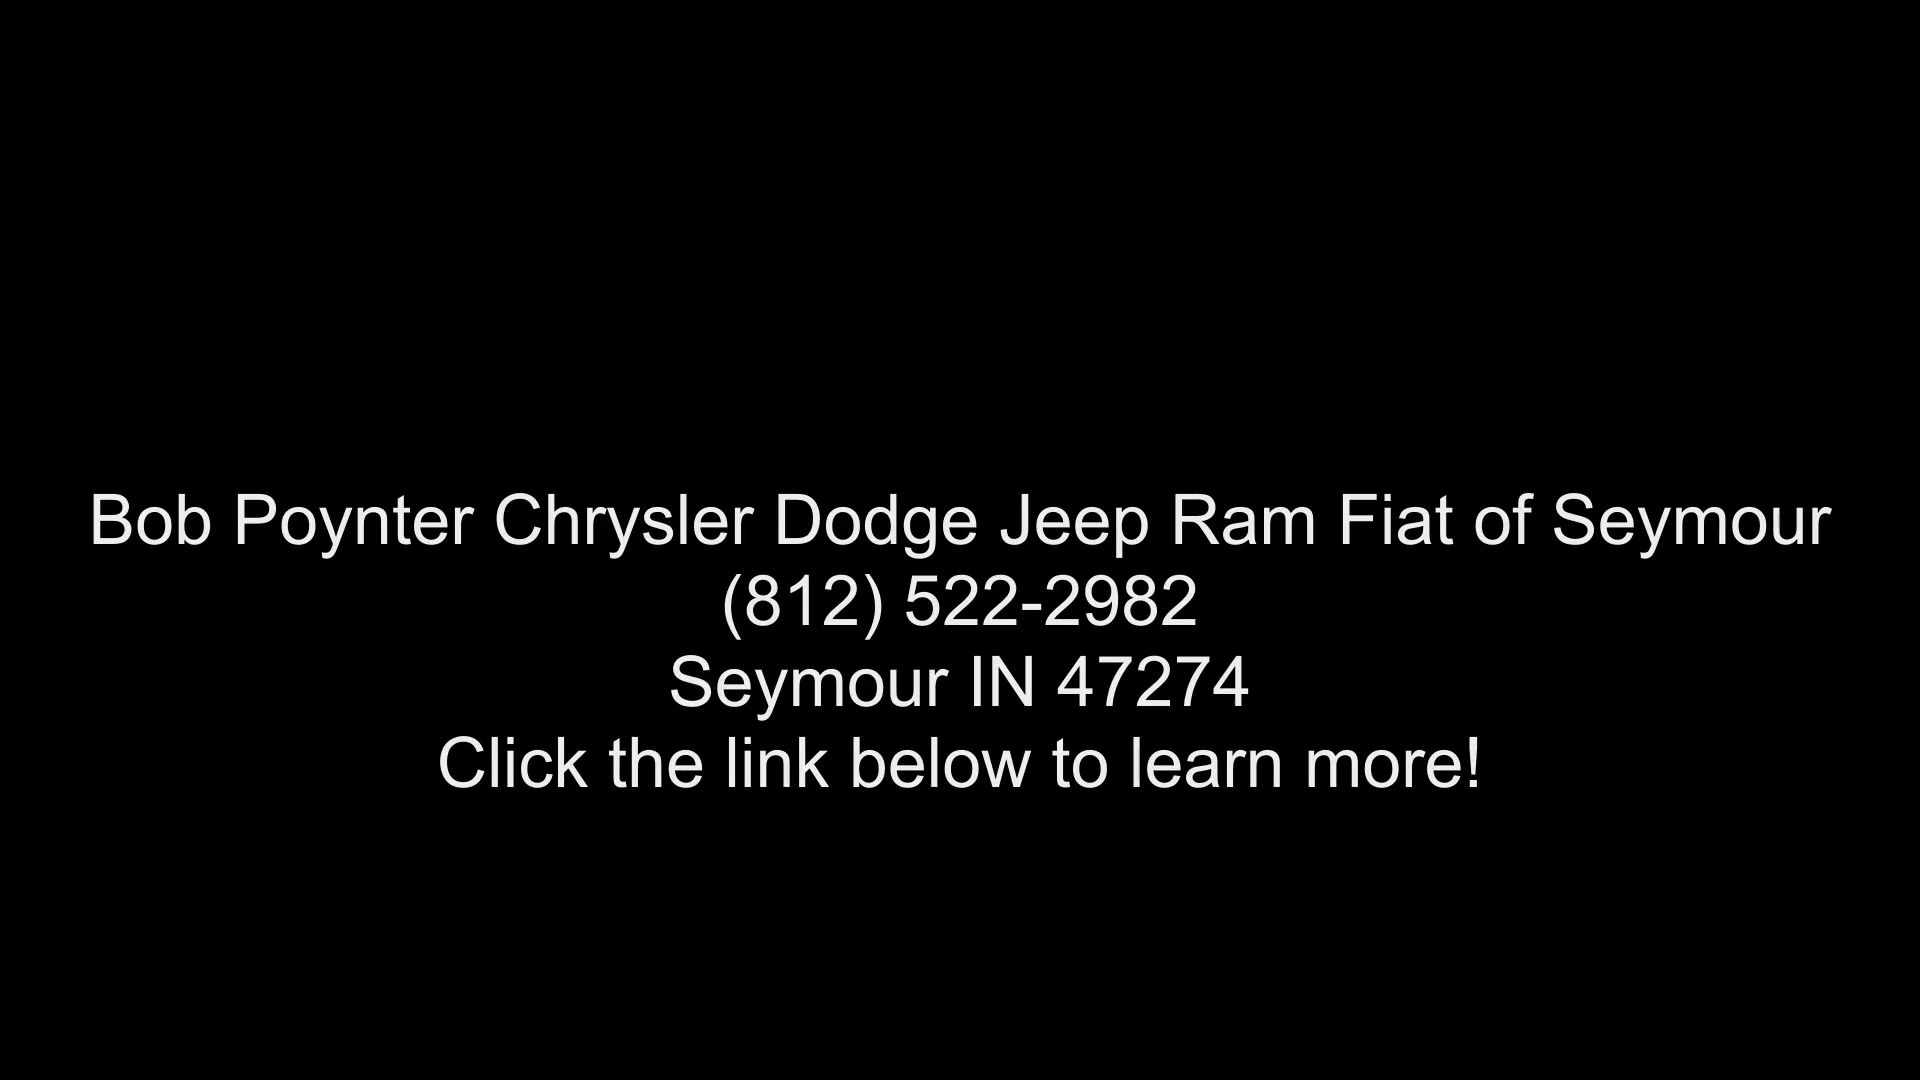 Bob Poynter Chrysler Dodge Jeep Ram Fiat of Seymour
(812) 522-2982
Seymour IN 47274
Click the link below to learn more!